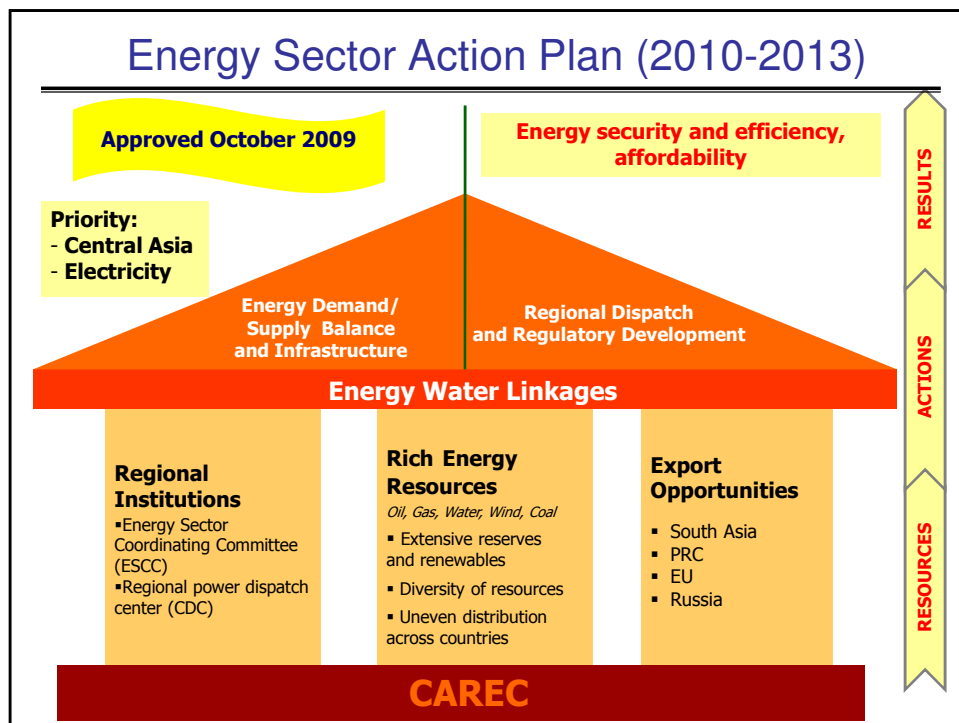 Energy Sector Action Plan (2010-2013)
Approved October 2009
Energy security and efficiency,
affordability
Priority:
- Central Asia
- Electricity
Energy Demand/
Supply Balance
and Infrastructure
Regional Dispatch
and Regulatory Development
Energy Water Linkages
Regional
Institutions
▪Energy Sector
Coordinating Committee
(ESCC)
▪Regional power dispatch
center (CDC)
Rich Energy
Resources
Oil, Gas, Water, Wind, Coal
▪ Extensive reserves
and renewables
▪ Diversity of resources
▪ Uneven distribution
across countries
Export
Opportunities
▪ South Asia
▪ PRC
▪ EU
▪ Russia
CAREC
RESULTS
ACTIONS
RESOURCES